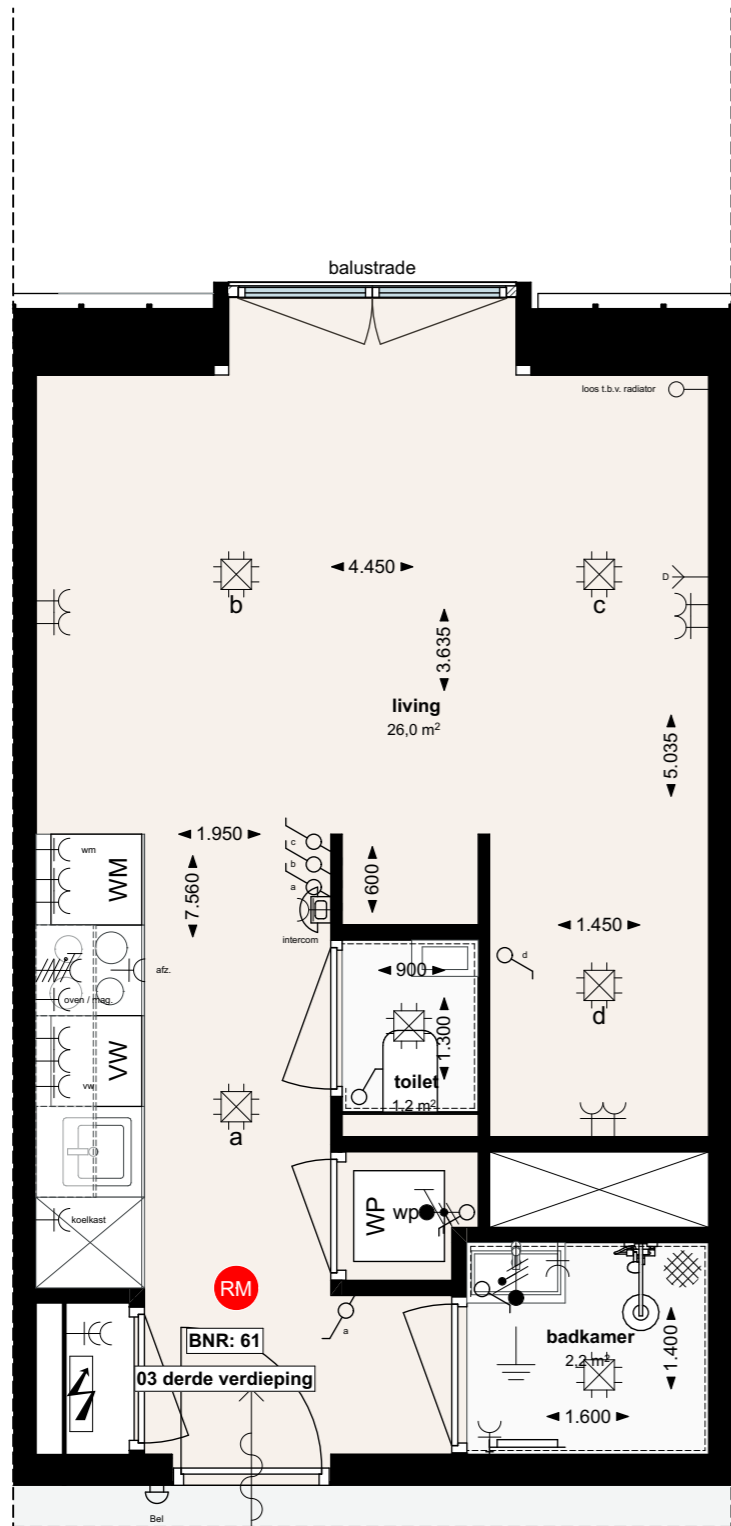 balustrade
loos t.b.v. radiator
4.450
b
c
D
3.635
living
26,0 m²
5.035
1.950
wm
WM
7.560
c
b
a
600
intercom
1.450
afz.
oven / mag.
900
d
d
1.300
toilet
1,2 m²
VW
vw
a
WP
wp
koelkast
RM
a
BNR: 61
badkamer
2,2 m²
1.400
03 derde verdieping
1.600
Bel